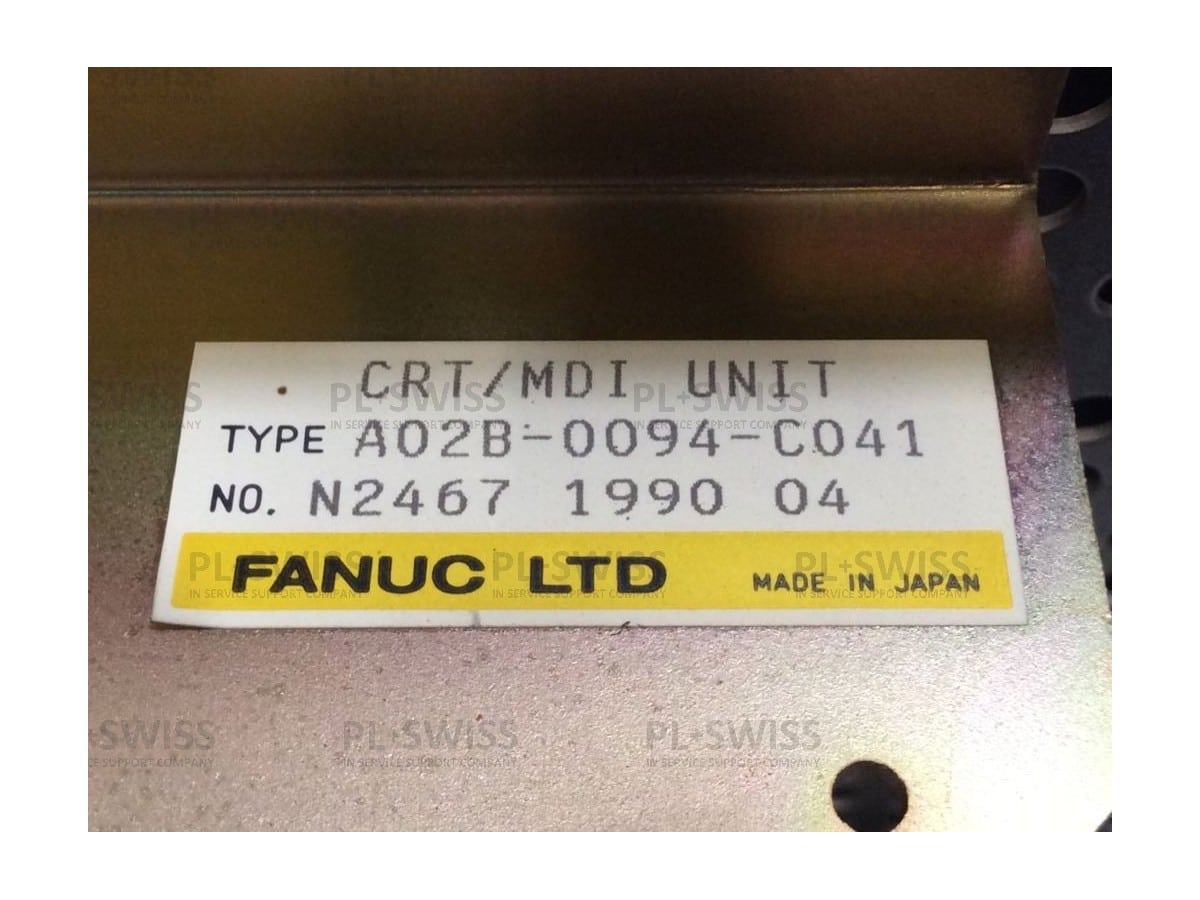 CRT/MDI UNIT
TYPE A02B-0094-C041
NO. N2467 1990 04
FANUC LTD MADE IN JAPAN
PL+SWISS
IN SERVICE SUPPORT COMPANY